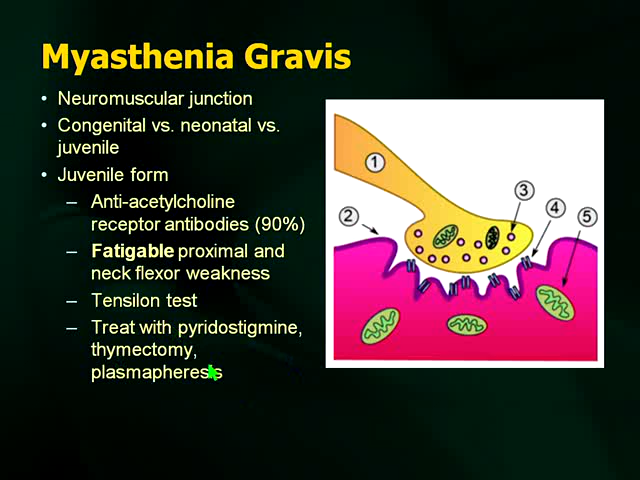 Myasthenia Gravis
• Neuromuscular junction
• Congenital vs. neonatal vs.
juvenile
• Juvenile form
– Anti-acetylcholine
receptor antibodies (90%)
– Fatigable proximal and
neck flexor weakness
– Tensilon test
– Treat with pyridostigmine,
thymectomy,
plasmapheresis
1
2
3
4
5